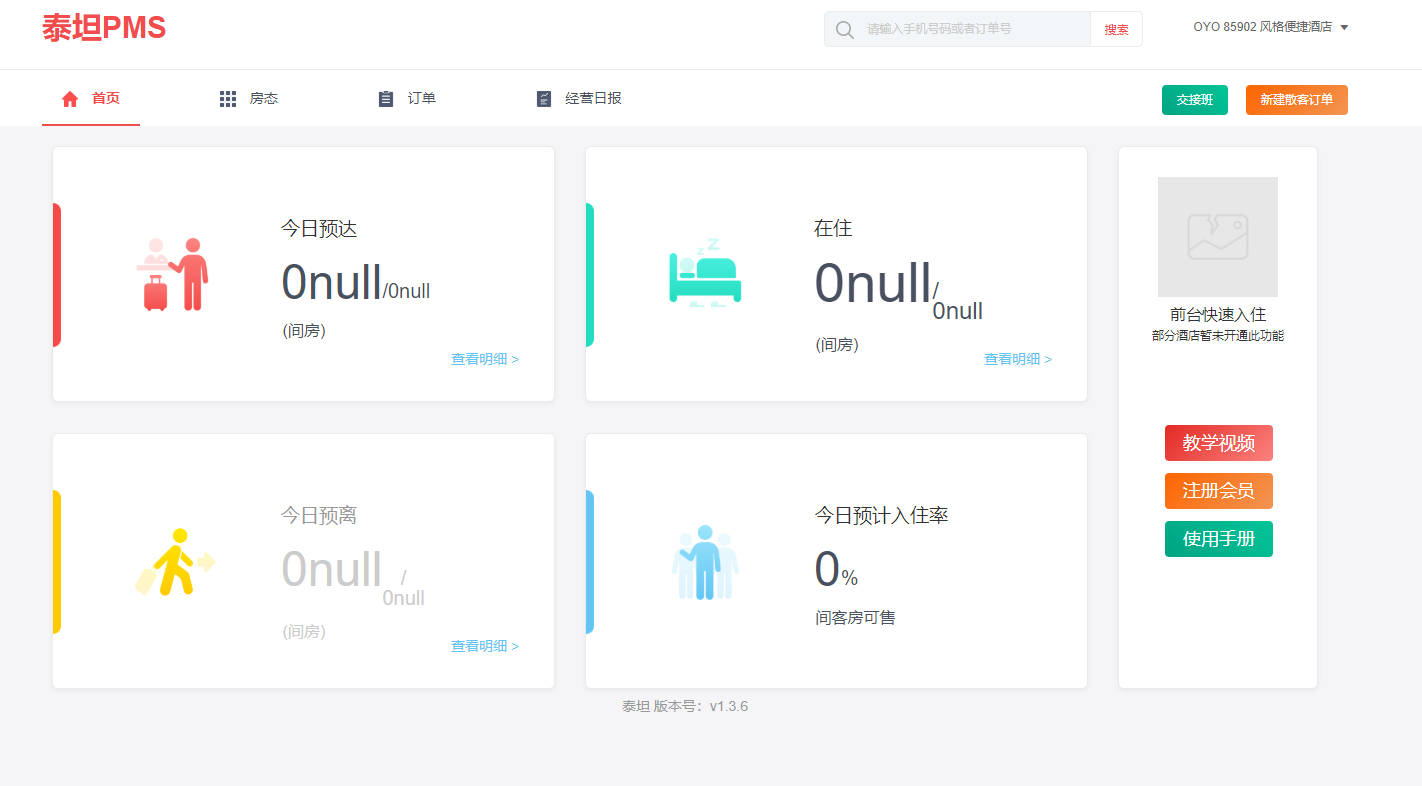 泰坦PMS
请输入手机号码或者订单号
搜索
OYO 85902 风格便捷酒店
首页
房态
订单
经营日报
交接班
新建散客订单
今日预达
0null/0null
(间房)
查看明细 >
在住
0null/
0null
(间房)
查看明细 >
前台快速入住
部分酒店暂未开通此功能
教学视频
注册会员
使用手册
今日预离
0null /
0null
(间房)
查看明细 >
今日预计入住率
0%
间客房可售
泰坦 版本号：v1.3.6